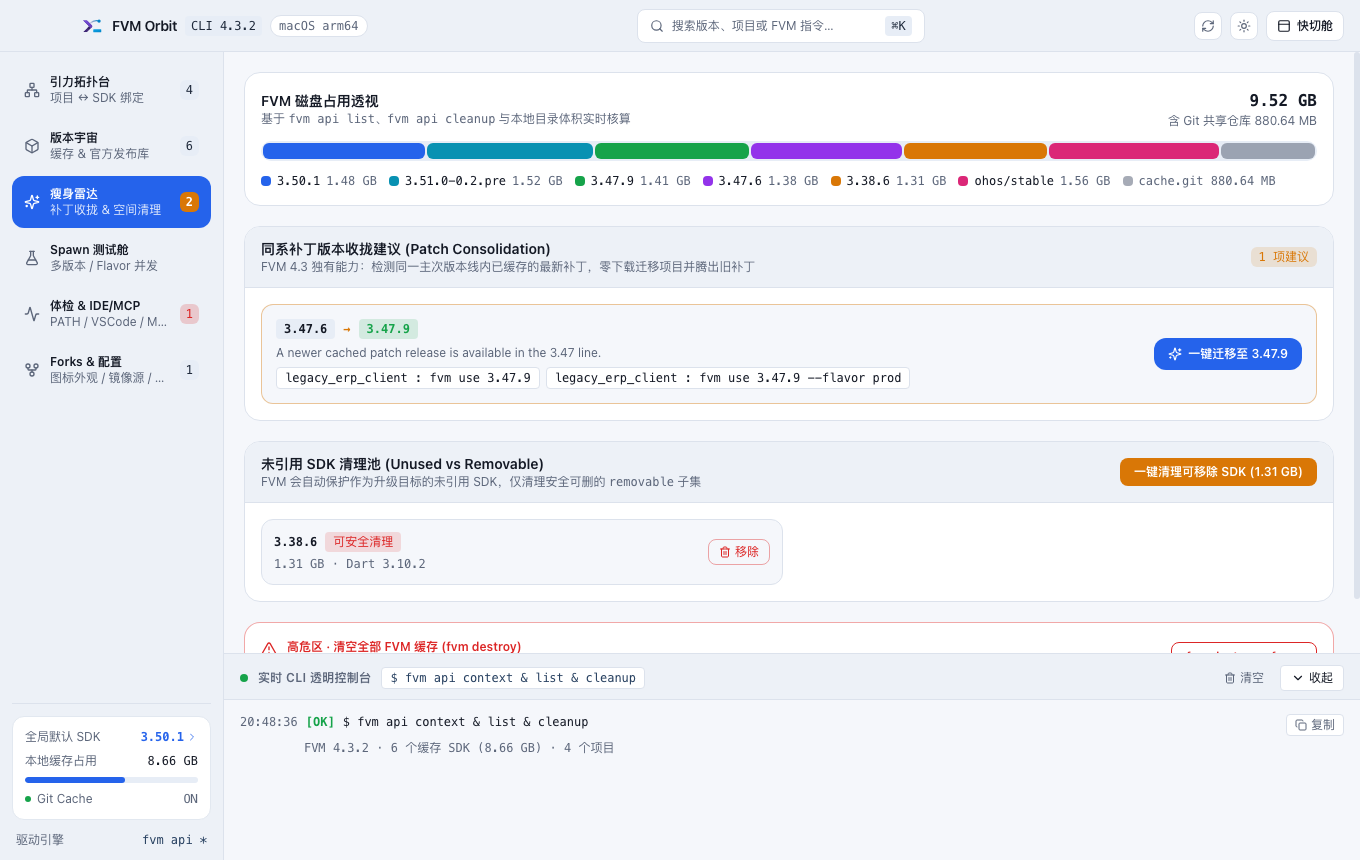 FVM Orbit CLI 4.3.2 macOS arm64
搜索版本、项目或 FVM 指令… ⌘K
快切舱
引力拓扑台
项目 ↔ SDK 绑定
4
版本宇宙
缓存 & 官方发布库
6
瘦身雷达
补丁收拢 & 空间清理
2
Spawn 测试舱
多版本 / Flavor 并发
体检 & IDE/MCP
PATH / VSCode / M...
1
Forks & 配置
图标外观 / 镜像源 / ...
1
全局默认 SDK 3.50.1
本地缓存占用 8.66 GB
Git Cache ON
驱动引擎 fvm api *
FVM 磁盘占用透视
基于 fvm api list、fvm api cleanup 与本地目录体积实时核算
9.52 GB
含 Git 共享仓库 880.64 MB
3.50.1 1.48 GB 3.51.0-0.2.pre 1.52 GB 3.47.9 1.41 GB 3.47.6 1.38 GB 3.38.6 1.31 GB ohos/stable 1.56 GB cache.git 880.64 MB
同系补丁版本收拢建议 (Patch Consolidation)
FVM 4.3 独有能力：检测同一主次版本线内已缓存的最新补丁，零下载迁移项目并腾出旧补丁
1 项建议
3.47.6 → 3.47.9
A newer cached patch release is available in the 3.47 line.
legacy_erp_client : fvm use 3.47.9 legacy_erp_client : fvm use 3.47.9 --flavor prod
一键迁移至 3.47.9
未引用 SDK 清理池 (Unused vs Removable)
FVM 会自动保护作为升级目标的未引用 SDK，仅清理安全可删的 removable 子集
一键清理可移除 SDK (1.31 GB)
3.38.6 可安全清理
1.31 GB · Dart 3.10.2
移除
高危区 · 清空全部 FVM 缓存 (fvm destroy)
实时 CLI 透明控制台 $ fvm api context & list & cleanup
清空
收起
20:48:36 [OK] $ fvm api context & list & cleanup
复制
FVM 4.3.2 · 6 个缓存 SDK (8.66 GB) · 4 个项目